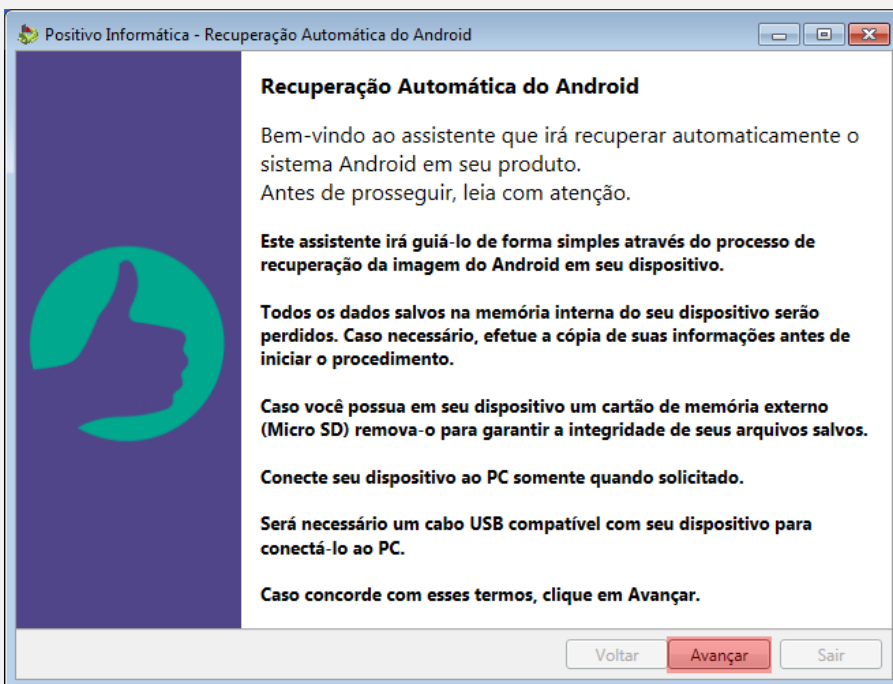 Positivo Informática - Recuperação Automática do Android
Recuperação Automática do Android
Bem-vindo ao assistente que irá recuperar automaticamente o
sistema Android em seu produto.
Antes de prosseguir, leia com atenção.
Este assistente irá guiá-lo de forma simples através do processo de
recuperação da imagem do Android em seu dispositivo.
Todos os dados salvos na memória interna do seu dispositivo serão
perdidos. Caso necessário, efetue a cópia de suas informações antes de
iniciar o procedimento.
Caso você possua em seu dispositivo um cartão de memória externo
(Micro SD) remova-o para garantir a integridade de seus arquivos salvos.
Conecte seu dispositivo ao PC somente quando solicitado.
Será necessário um cabo USB compatível com seu dispositivo para
conectá-lo ao PC.
Caso concorde com esses termos, clique em Avançar.
Voltar Avançar Sair